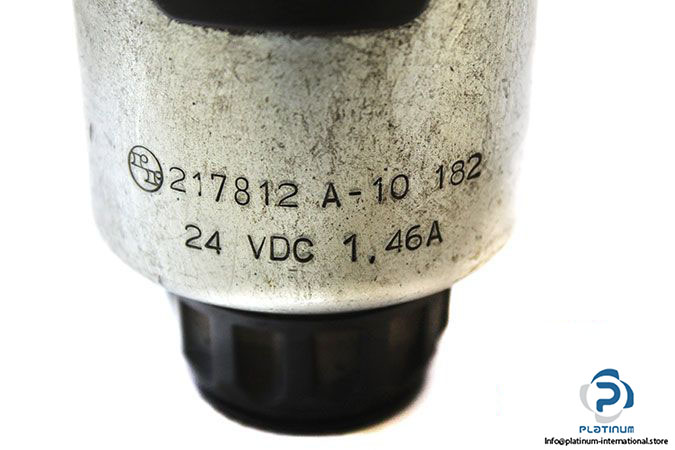 217812 A-10 182
24 VDC 1,46A
PLATINUM
Info@platinum-international.store